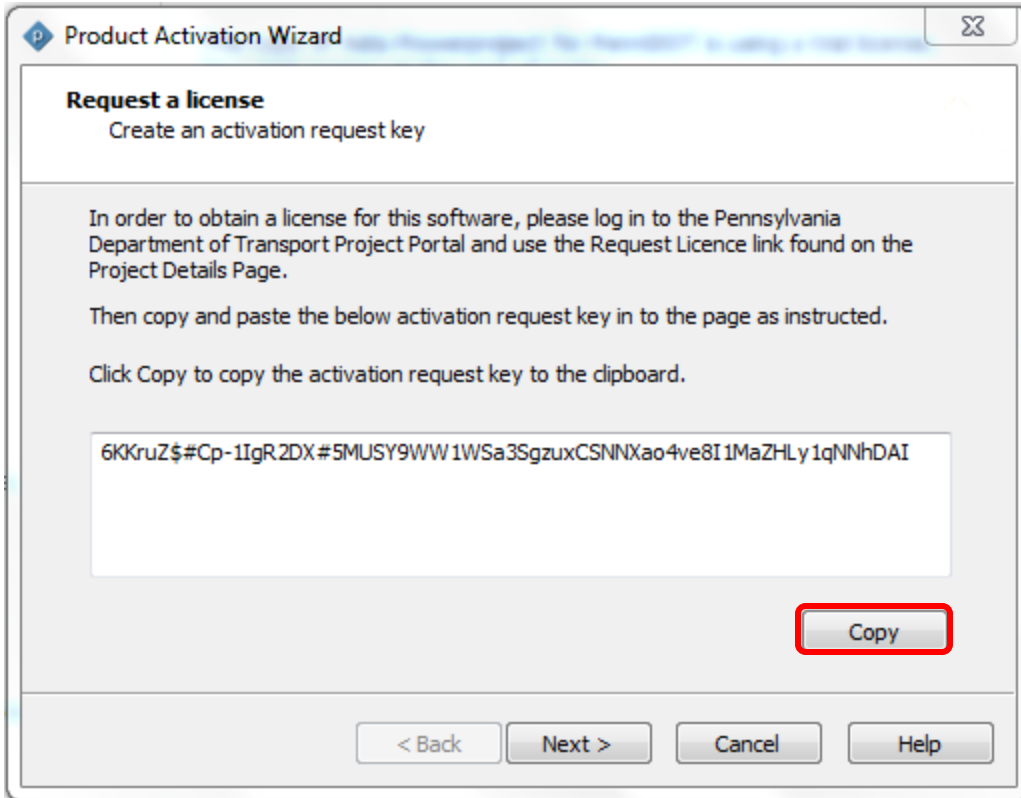 Product Activation Wizard
Request a license
Create an activation request key
In order to obtain a license for this software, please log in to the Pennsylvania
Department of Transport Project Portal and use the Request Licence link found on the
Project Details Page.
Then copy and paste the below activation request key in to the page as instructed.
Click Copy to copy the activation request key to the clipboard.
6KKruZ$#Cp-1IgR2DX#5MUSY9WW1WSa3SgzuxCSNNXao4ve8I1MaZHLy1qNNhDAI
Copy
< Back
Next >
Cancel
Help